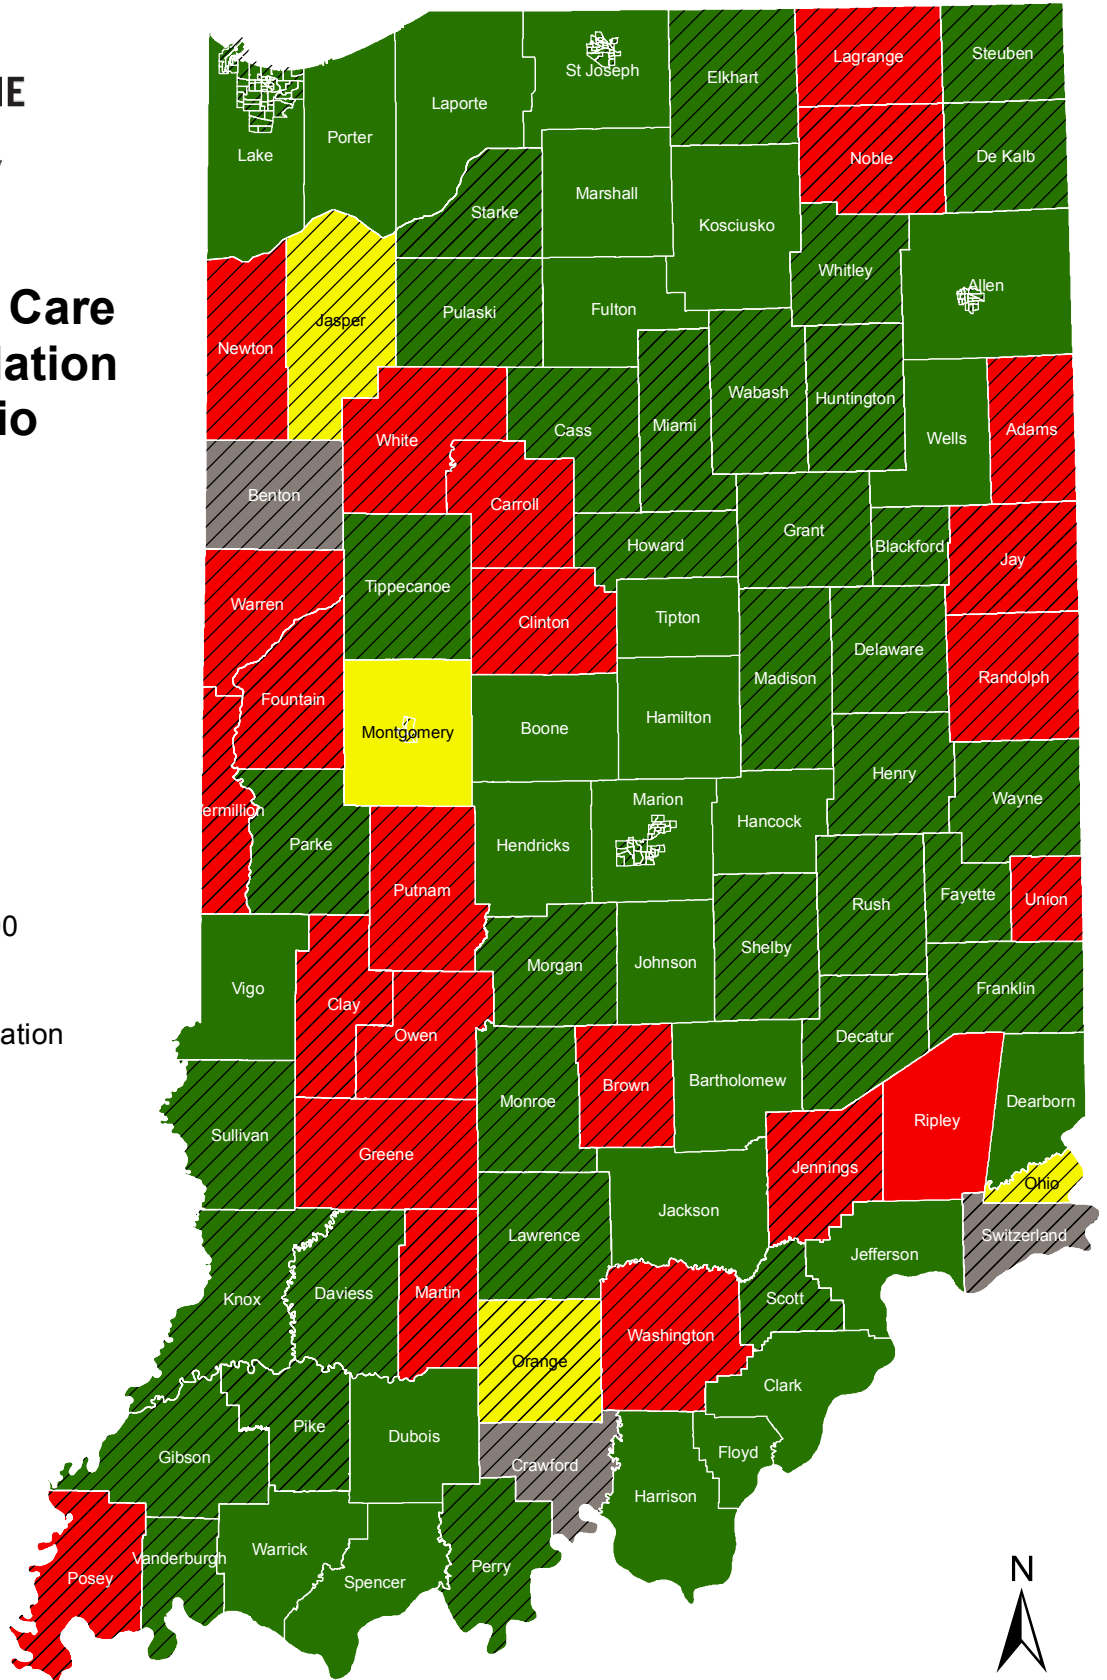 IE
Care
lation
io
00
ation
Lagrange
Steuben
Elkhart
St Joseph
Laporte
Porter
Lake
Noble
De Kalb
Marshall
Starke
Kosciusko
Whitley
Allen
Jasper
Pulaski
Fulton
Newton
Wabash
Huntington
Miami
Cass
White
Wells
Adams
Benton
Carroll
Grant
Howard
Blackford
Jay
Tippecanoe
Warren
Clinton
Tipton
Delaware
Madison
Randolph
Fountain
Hamilton
Montgomery
Boone
Henry
Wayne
Marion
ermillion
Hancock
Parke
Hendricks
Putnam
Fayette
Union
Rush
Shelby
Morgan
Johnson
Vigo
Franklin
Clay
Owen
Decatur
Brown
Bartholomew
Monroe
Dearborn
Ripley
Sullivan
Greene
Jennings
Ohio
Jackson
Lawrence
Switzerland
Jefferson
Martin
Daviess
Knox
Scott
Washington
Orange
Clark
Pike
Dubois
Gibson
Floyd
Crawford
Harrison
Warrick
Vanderburgh
Perry
Posey
Spencer
N